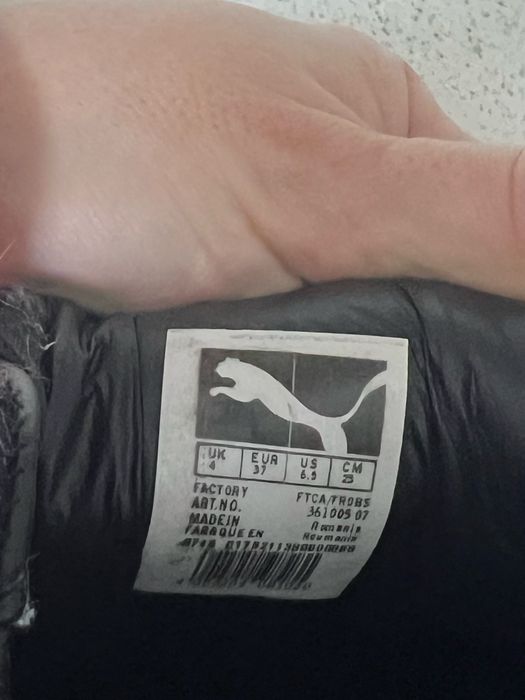 UK EUR US CM
4 37 6.5 23
FACTORY FTCA/FROBS
ART.NO. 361005 07
MADE IN Romania
FABRIQUE EN Roumanie